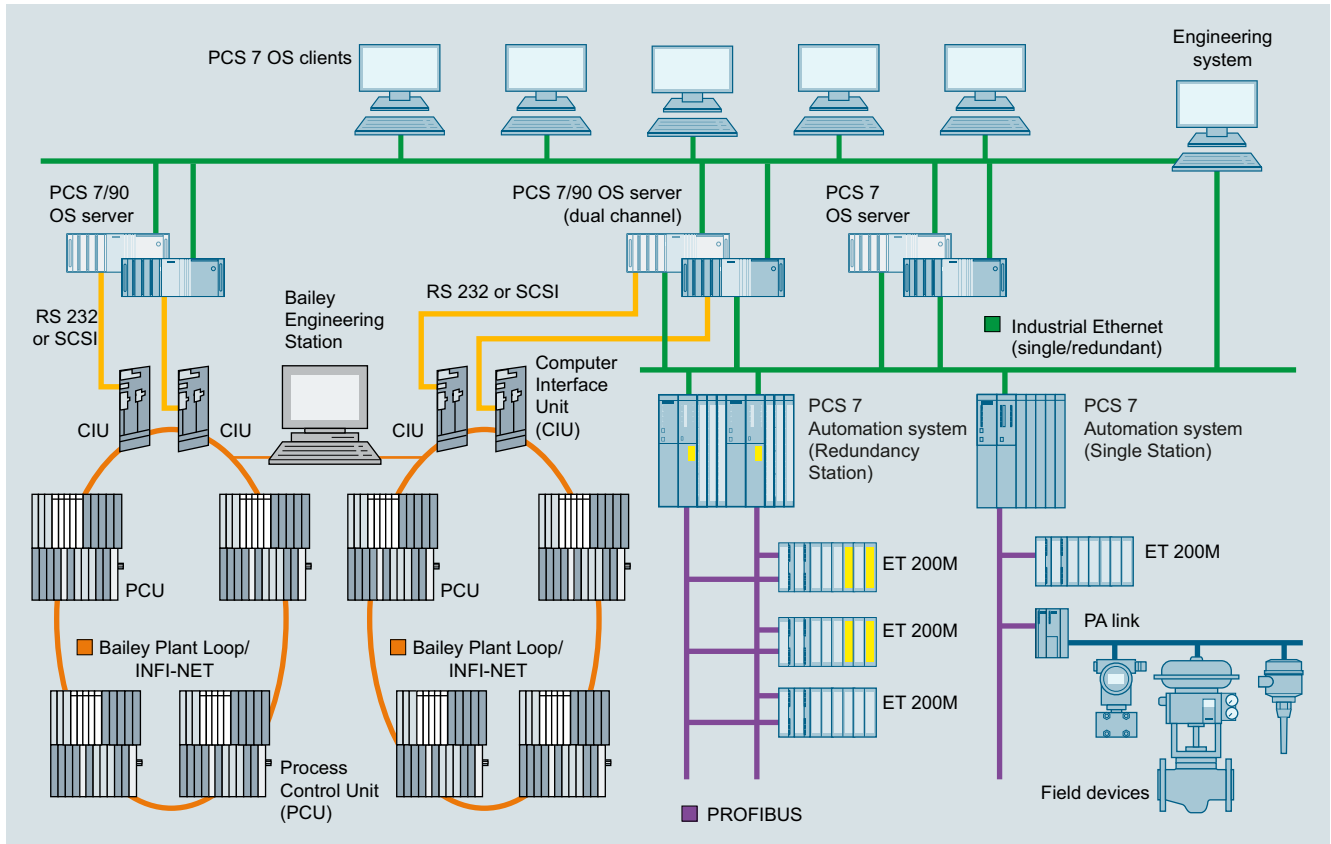 PCS 7 OS clients
Engineering
system
PCS 7/90
OS server
PCS 7/90 OS server
(dual channel)
PCS 7
OS server
RS 232
or SCSI
Bailey
Engineering
Station
RS 232 or SCSI
Industrial Ethernet
(single/redundant)
Computer
Interface
Unit
(CIU)
CIU
CIU
CIU
PCS 7
Automation system
(Redundancy
Station)
PCS 7
Automation system
(Single Station)
PCU
PCU
ET 200M
ET 200M
PA link
Bailey Plant Loop/
INFI-NET
Bailey Plant Loop/
INFI-NET
ET 200M
ET 200M
Process
Control Unit
(PCU)
PROFIBUS
Field devices